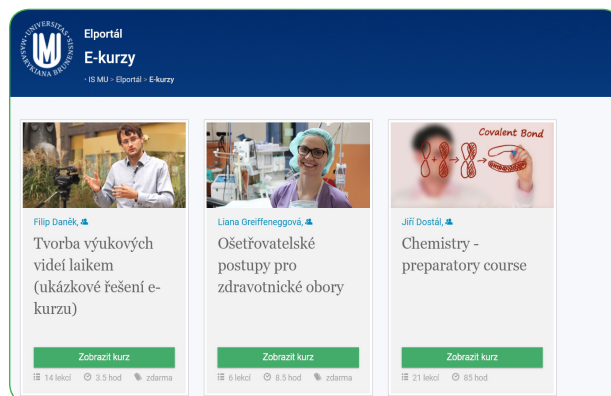 UNIVERSITAS
MASARYKIANA BRUNENSIS
MU
Elportál
E-kurzy
• IS MU > Elportál > E-kurzy
Filip Daněk,
Tvorba výukových
videí laikem
(ukázkové řešení e-
kurzu)
Zobrazit kurz
14 lekcí 3.5 hod zdarma
Liana Greiffeneggová,
Ošetřovatelské
postupy pro
zdravotnické obory
Zobrazit kurz
6 lekcí 8.5 hod zdarma
Covalent Bond
Jiří Dostál,
Chemistry -
preparatory course
Zobrazit kurz
21 lekcí 85 hod